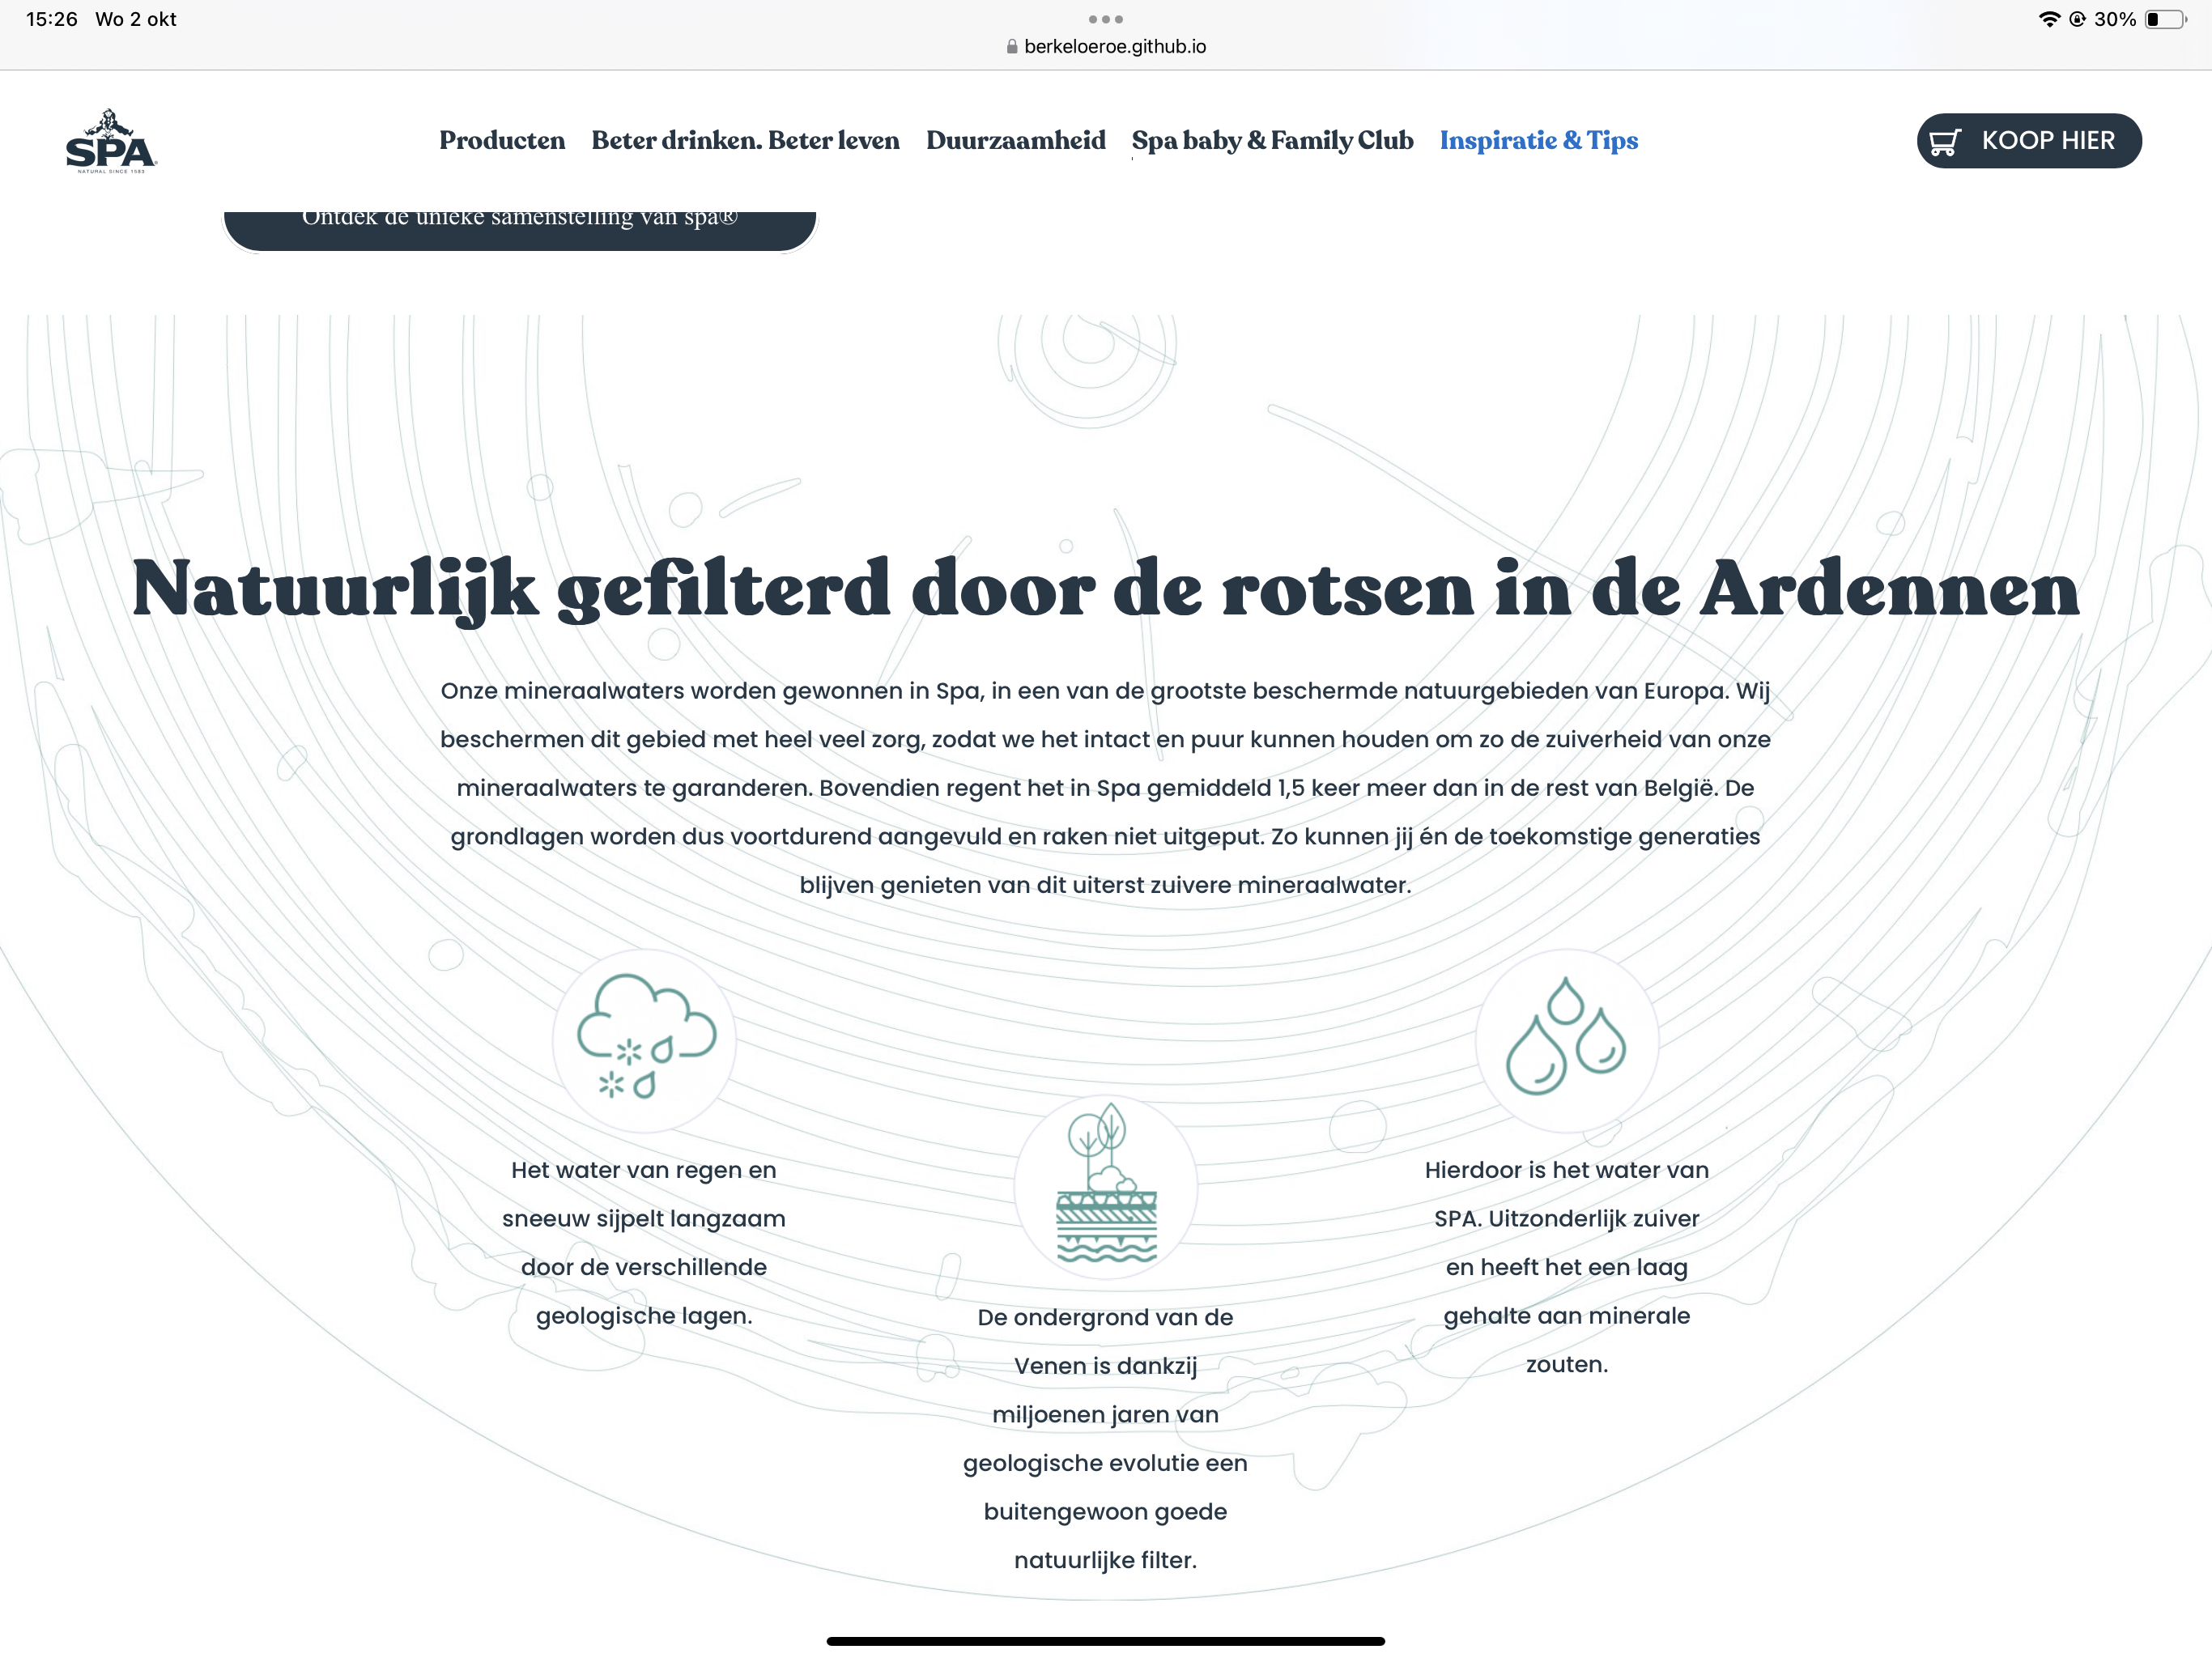 15:26 Wo 2 okt
30%
berkeloeroe.github.io
SPA
NATURAL SINCE 1583
Producten Beter drinken. Beter leven Duurzaamheid Spa baby & Family Club Inspiratie & Tips
KOOP HIER
Ontdek de unieke samenstelling van spa®
Natuurlijk gefilterd door de rotsen in de Ardennen
Onze mineraalwaters worden gewonnen in Spa, in een van de grootste beschermde natuurgebieden van Europa. Wij
beschermen dit gebied met heel veel zorg, zodat we het intact en puur kunnen houden om zo de zuiverheid van onze
mineraalwaters te garanderen. Bovendien regent het in Spa gemiddeld 1,5 keer meer dan in de rest van België. De
grondlagen worden dus voortdurend aangevuld en raken niet uitgeput. Zo kunnen jij én de toekomstige generaties
blijven genieten van dit uiterst zuivere mineraalwater.
Het water van regen en
sneeuw sijpelt langzaam
door de verschillende
geologische lagen.
De ondergrond van de
Venen is dankzij
miljoenen jaren van
geologische evolutie een
buitengewoon goede
natuurlijke filter.
Hierdoor is het water van
SPA. Uitzonderlijk zuiver
en heeft het een laag
gehalte aan minerale
zouten.